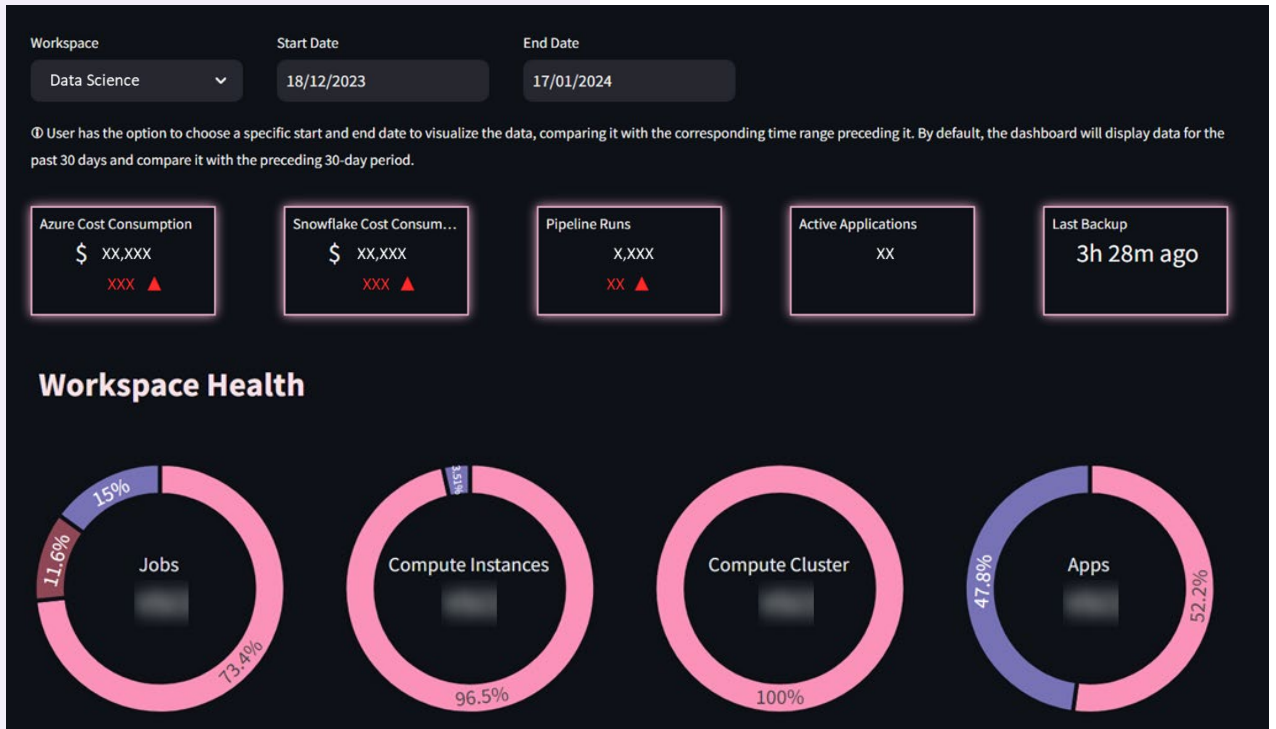 Workspace
Start Date
End Date
Data Science
18/12/2023
17/01/2024
🛈 User has the option to choose a specific start and end date to visualize the data, comparing it with the corresponding time range preceding it. By default, the dashboard will display data for the
past 30 days and compare it with the preceding 30-day period.
Azure Cost Consumption
$ XX,XXX
XXX ▲
Snowflake Cost Consum...
$ XX,XXX
XXX ▲
Pipeline Runs
X,XXX
XX ▲
Active Applications
XX
Last Backup
3h 28m ago
Workspace Health
15%
11.6%
Jobs
73.4%
3.51%
Compute Instances
96.5%
Compute Cluster
100%
47.8%
Apps
52.2%